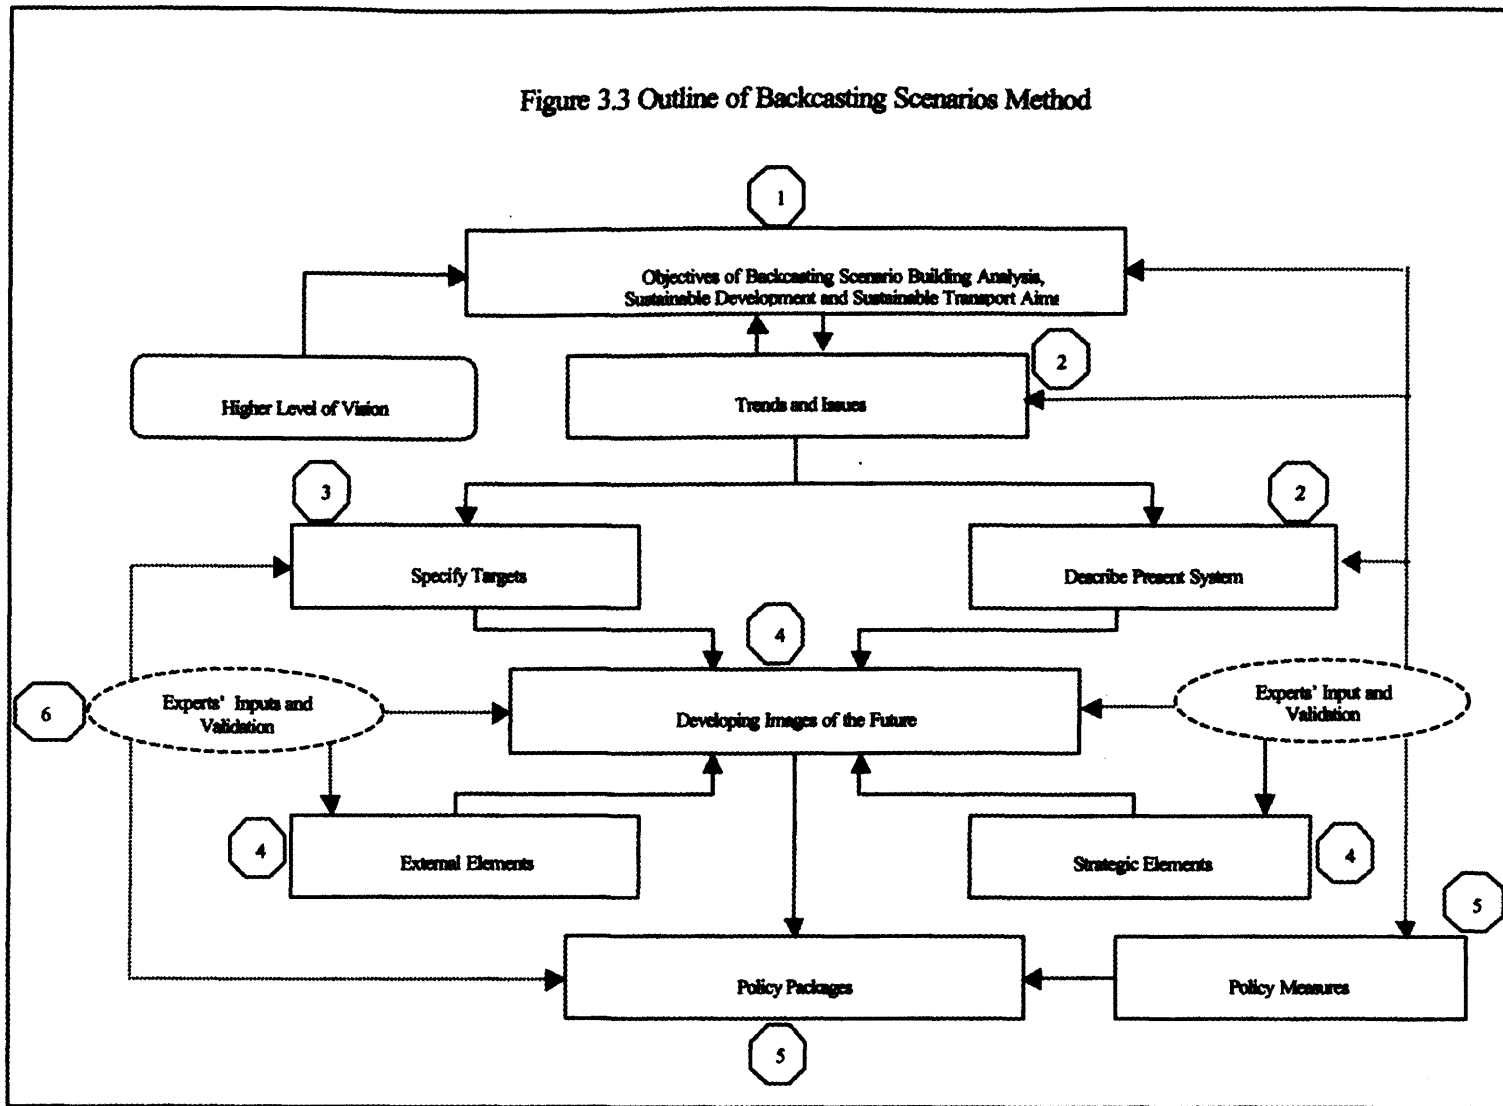 Figure 3.3 Outline of Backcasting Scenarios Method
1
Objectives of Backcasting Scenario Building Analysis,
Sustainable Development and Sustainable Transport Aims
2
Higher Level of Vision
Trends and Issues
3
2
Specify Targets
Describe Present System
4
6
Experts' Inputs and
Validation
Developing Images of the Future
Experts' Input and
Validation
4
External Elements
Strategic Elements
4
5
Policy Packages
Policy Measures
5